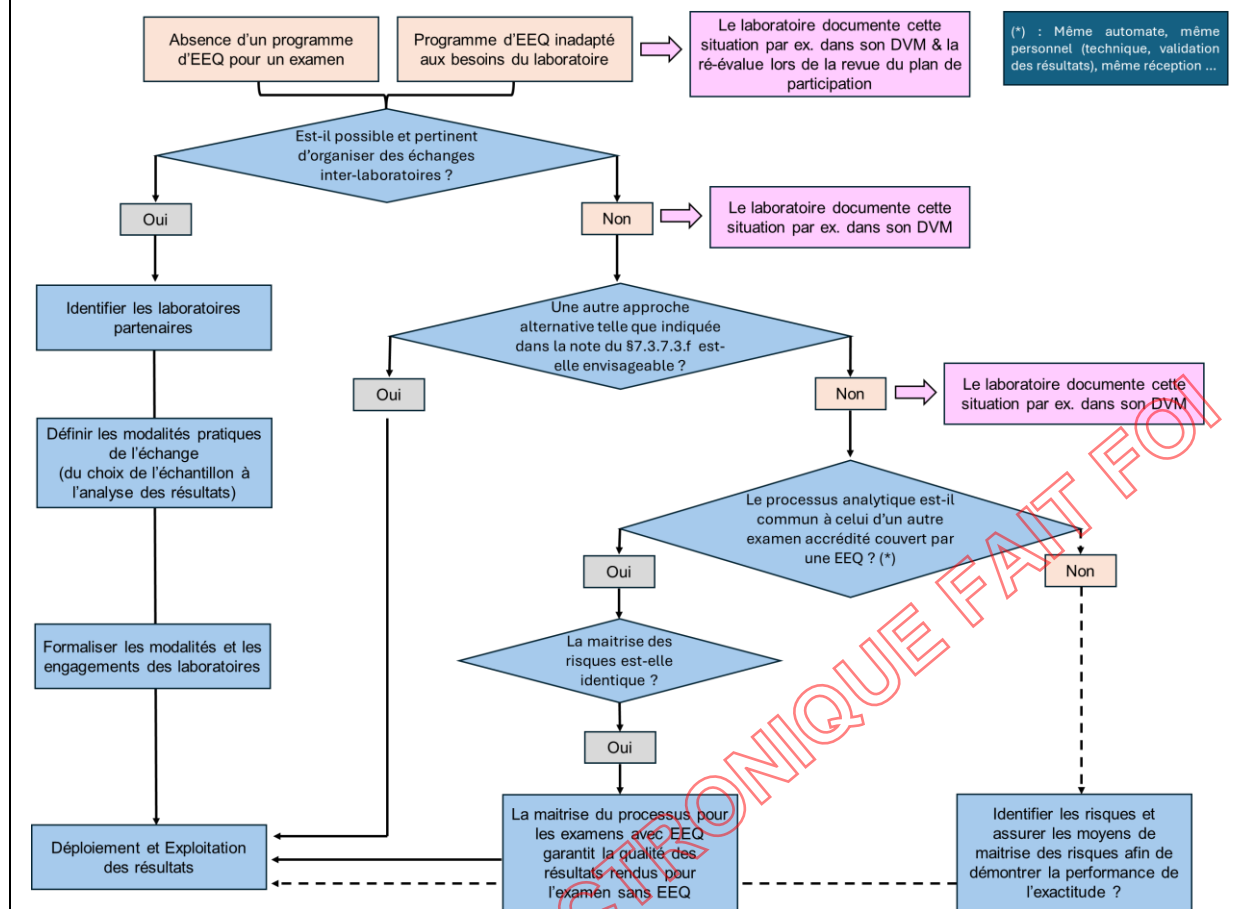 Absence d'un programme
d'EEQ pour un examen
Programme d'EEQ inadapté
aux besoins du laboratoire
Le laboratoire documente cette
situation par ex. dans son DVM & la
ré-évalue lors de la revue du plan de
participation
(*) : Même automate, même
personnel (technique, validation
des résultats), même réception ...
Est-il possible et pertinent
d'organiser des échanges
inter-laboratoires ?
Oui
Non
Le laboratoire documente cette
situation par ex. dans son DVM
Identifier les laboratoires
partenaires
Une autre approche
alternative telle que indiquée
dans la note du §7.3.7.3.f est-
elle envisageable ?
Oui
Non
Le laboratoire documente cette
situation par ex. dans son DVM
Définir les modalités pratiques
de l'échange
(du choix de l'échantillon à
l'analyse des résultats)
Le processus analytique est-il
commun à celui d'un autre
examen accrédité couvert par
une EEQ ? (*)
Oui
Non
Formaliser les modalités et les
engagements des laboratoires
La maitrise des
risques est-elle
identique ?
Oui
Déploiement et Exploitation
des résultats
La maitrise du processus pour
les examens avec EEQ
garantit la qualité des
résultats rendus pour
l'examen sans EEQ
Identifier les risques et
assurer les moyens de
maitrise des risques afin de
démontrer la performance de
l'exactitude ?
CTRONIQUE FAIT FOI